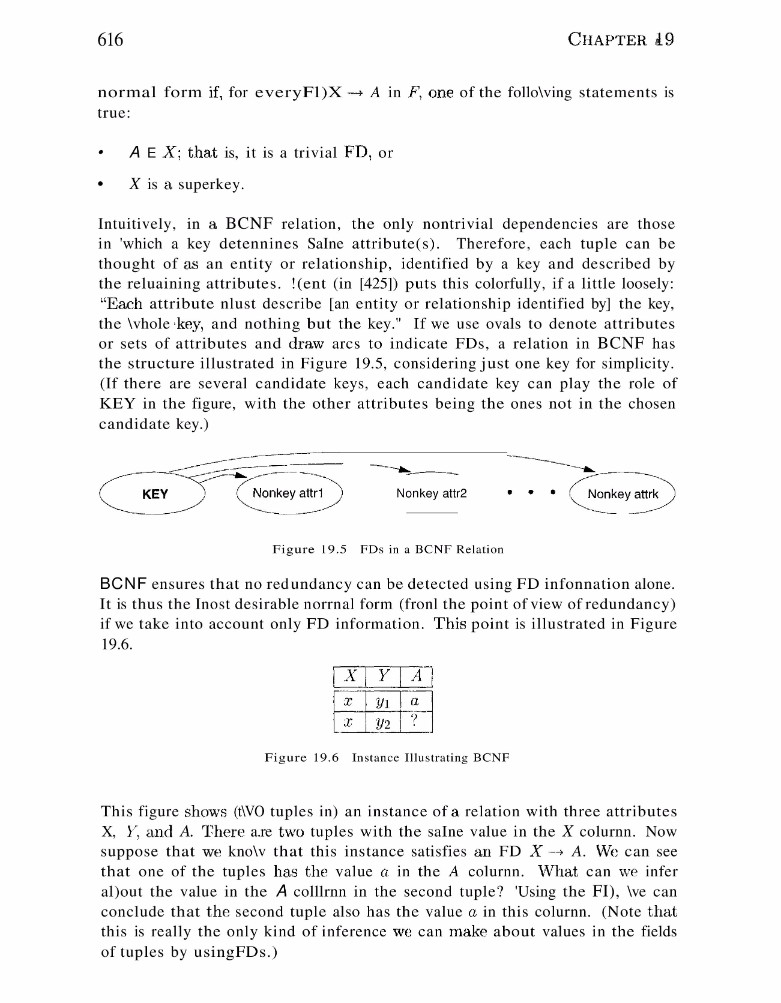 616 CHAPTER 19
normal form if, for everyF1)X → A in F, one of the follo\ving statements is
true:
• A E X; that is, it is a trivial FD, or
• X is a superkey.
Intuitively, in a BCNF relation, the only nontrivial dependencies are those
in 'which a key detennines SaIne attribute(s). Therefore, each tuple can be
thought of as an entity or relationship, identified by a key and described by
the reluaining attributes. !(ent (in [425]) puts this colorfully, if a little loosely:
“Each attribute nlust describe [an entity or relationship identified by] the key,
the \vhole ·key, and nothing but the key." If we use ovals to denote attributes
or sets of attributes and draw arcs to indicate FDs, a relation in BCNF has
the structure illustrated in Figure 19.5, considering just one key for simplicity.
(If there are several candidate keys, each candidate key can play the role of
KEY in the figure, with the other attributes being the ones not in the chosen
candidate key.)
KEY Nonkey attr1 Nonkey attr2 • • • Nonkey attrk
Figure 19.5 FDs in a BCNF Relation
BCNF ensures that no redundancy can be detected using FD infonnation alone.
It is thus the Inost desirable norrnal form (fronl the point of view of redundancy)
if we take into account only FD information. This point is illustrated in Figure
19.6.
X Y A
x y1 a
x y2 ?
Figure 19.6 Instance Illustrating BCNF
This figure shows (t\VO tuples in) an instance of a relation with three attributes
X, Y, and A. There a.re two tuples with the saIne value in the X colurnn. Now
suppose that we kno\v that this instance satisfies an FD X → A. We can see
that one of the tuples has the value a in the A colurnn. What can we infer
al)out the value in the A colllrnn in the second tuple? 'Using the FI), \ve can
conclude that the second tuple also has the value a in this colurnn. (Note that
this is really the only kind of inference we can make about values in the fields
of tuples by usingFDs.)